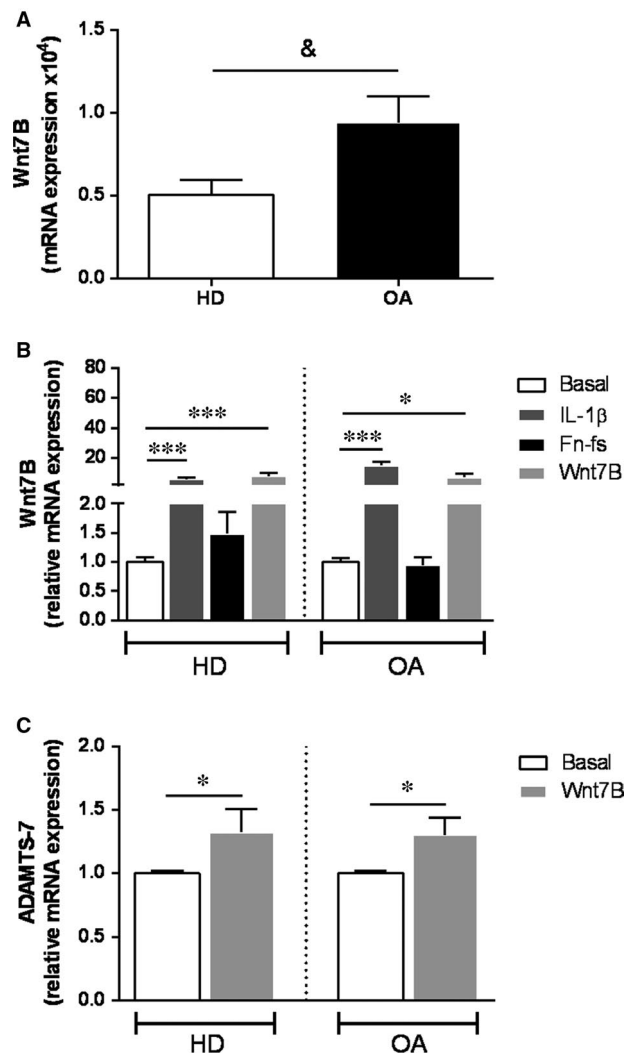 A
Wnt7B
(mRNA expression x10⁴)
1.5
1.0
0.5
0.0
&
HD
OA
B
Wnt7B
(relative mRNA expression)
80
60
40
20
2.0
1.5
1.0
0.5
0.0
***
***
*
***
HD
OA
Basal
IL-1β
Fn-fs
Wnt7B
C
ADAMTS-7
(relative mRNA expression)
2.0
1.5
1.0
0.5
0.0
*
*
HD
OA
Basal
Wnt7B